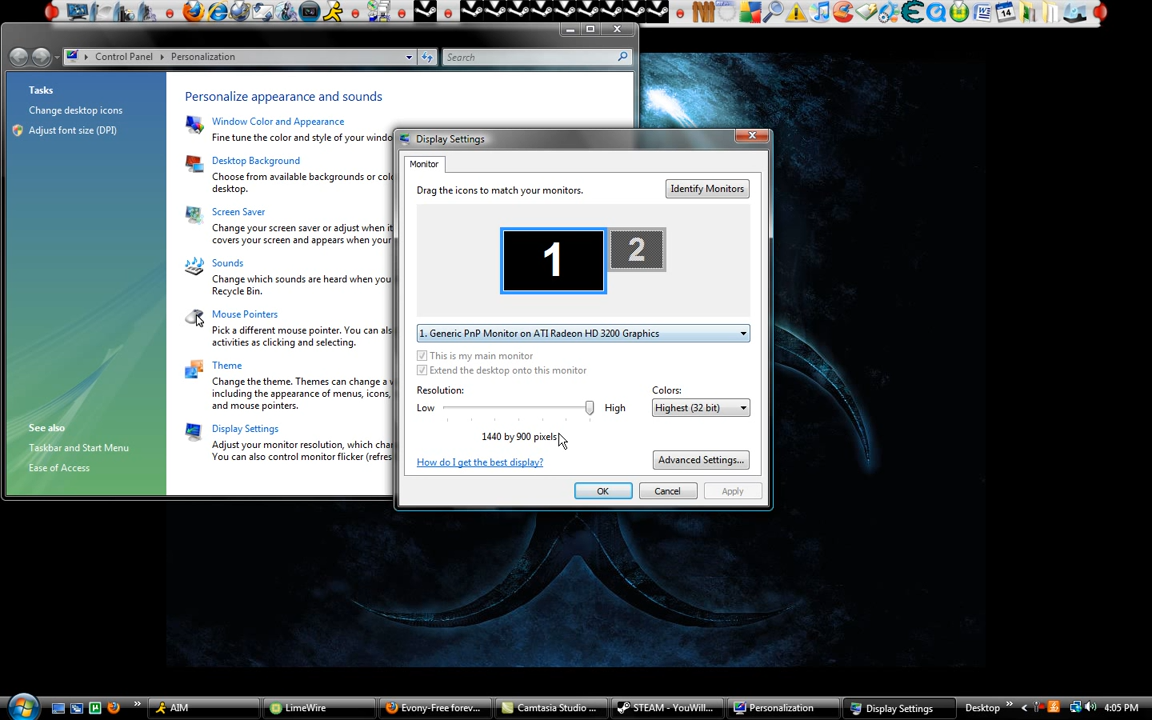 Control Panel
Personalization
Search
Tasks
Change desktop icons
Adjust font size (DPI)
See also
Taskbar and Start Menu
Ease of Access
Personalize appearance and sounds
Window Color and Appearance
Fine tune the color and style of your windo
Desktop Background
Choose from available backgrounds or colo
desktop.
Screen Saver
Change your screen saver or adjust when it
covers your screen and appears when your
Sounds
Change which sounds are heard when you
Recycle Bin.
Mouse Pointers
Pick a different mouse pointer. You can als
activities as clicking and selecting.
Theme
Change the theme. Themes can change a w
including the appearance of menus, icons,
and mouse pointers.
Display Settings
Adjust your monitor resolution, which chan
You can also control monitor flicker (refres
Display Settings
Monitor
Drag the icons to match your monitors.
Identify Monitors
1
2
1. Generic PnP Monitor on ATI Radeon HD 3200 Graphics
This is my main monitor
Extend the desktop onto this monitor
Resolution:
Low
High
1440 by 900 pixels
Colors:
Highest (32 bit)
How do I get the best display?
Advanced Settings...
OK
Cancel
Apply
AIM
LimeWire
Evony-Free forev...
Camtasia Studio ...
STEAM - YouWill...
Personalization
Display Settings
Desktop
4:05 PM